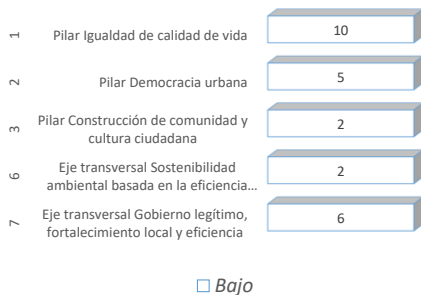 1 Pilar Igualdad de calidad de vida 10
2 Pilar Democracia urbana 5
3 Pilar Construcción de comunidad y
cultura ciudadana 2
6 Eje transversal Sostenibilidad
ambiental basada en la eficiencia... 2
7 Eje transversal Gobierno legítimo,
fortalecimiento local y eficiencia 6
Bajo